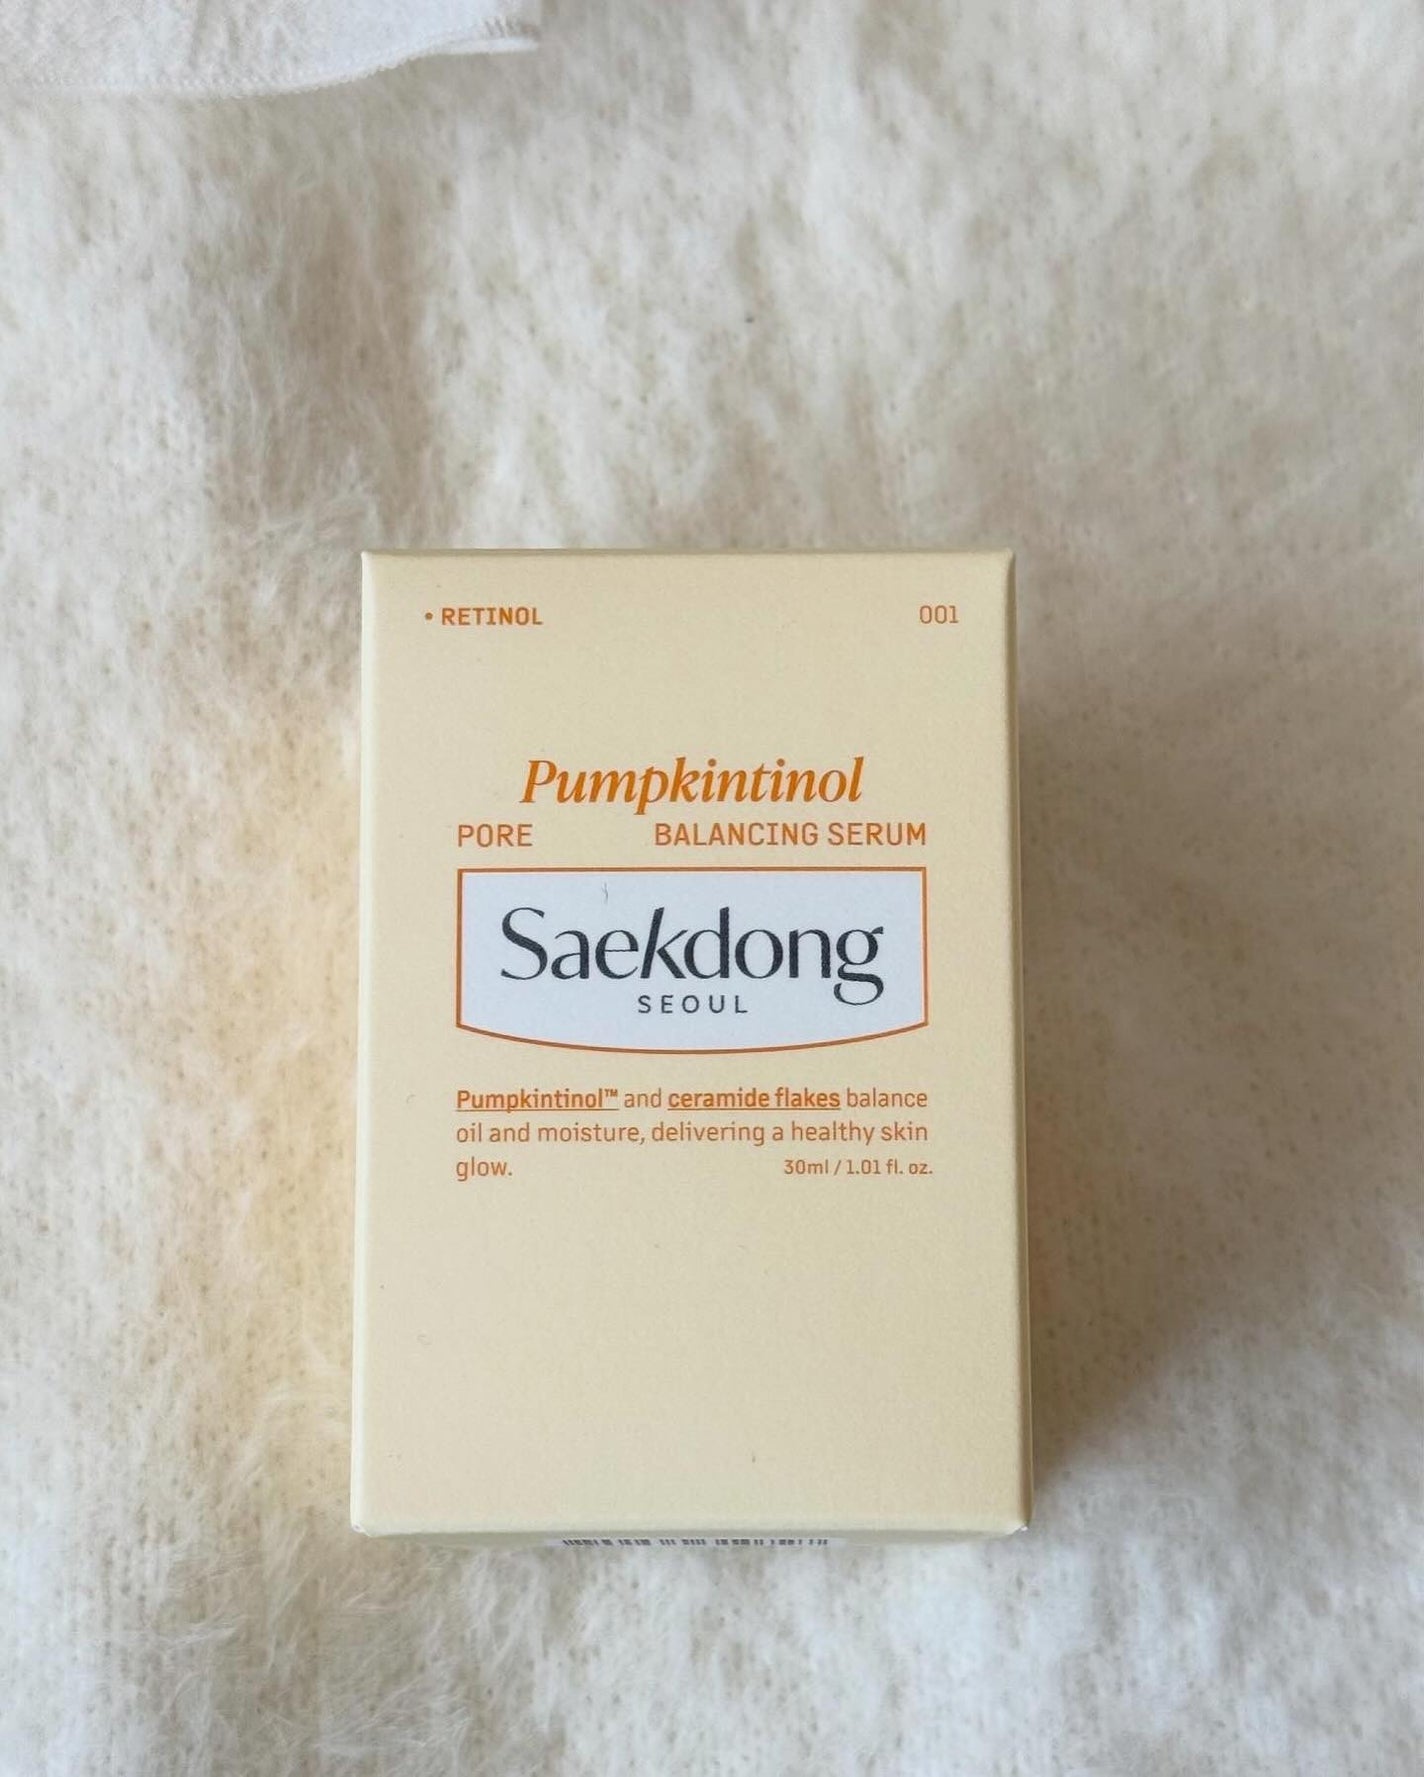 • RETINOL 001
Pumpkintinol
PORE BALANCING SERUM
Saekdong
SEOUL
Pumpkintinol™ and ceramide flakes balance
oil and moisture, delivering a healthy skin
glow. 30ml / 1.01 fl. oz.